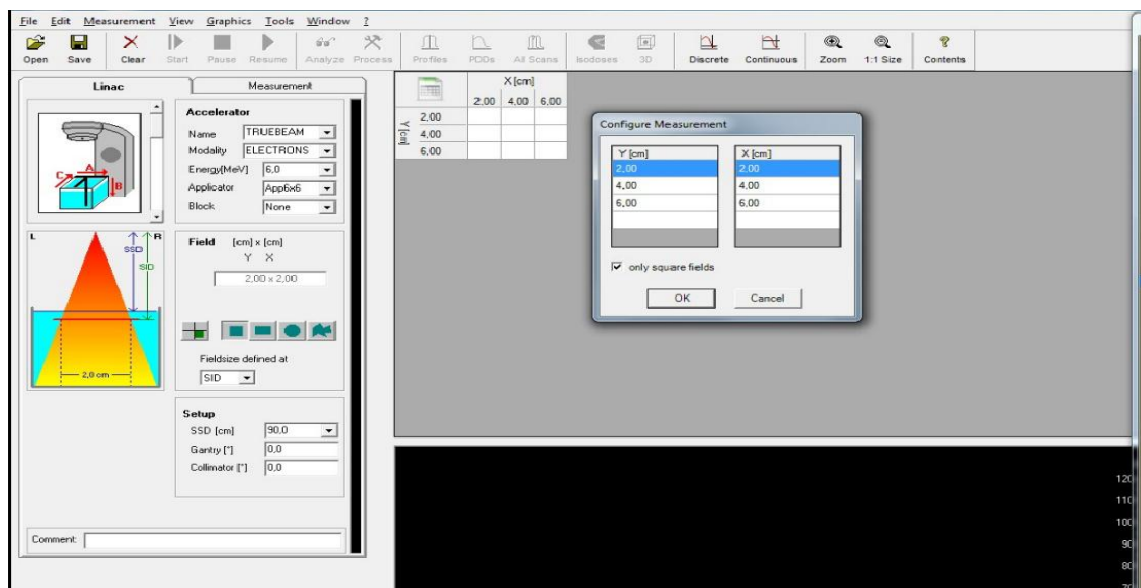 File Edit Measurement View Graphics Tools Window ?
Open Save Clear Start Pause Resume Analyze Process Profiles PDDs All Scans Isodoses 3D Discrete Continuous Zoom 1:1 Size Contents
Linac Measurement
Accelerator
Name TRUEBEAM
Modality ELECTRONS
Energy[MeV] 6,0
Applicator App6x6
Block None
C A B
L R
SSD
SID
2,0 cm
Field [cm] x [cm]
Y X
2,00 x 2,00
Fieldsize defined at
SID
Setup
SSD [cm] 90,0
Gantry [°] 0,0
Collimator [°] 0,0
Comment:
X [cm]
2,00 4,00 6,00
Y [cm]
2,00
4,00
6,00
Configure Measurement
Y [cm] X [cm]
2,00 2,00
4,00 4,00
6,00 6,00
only square fields
OK Cancel
120
110
100
90
80